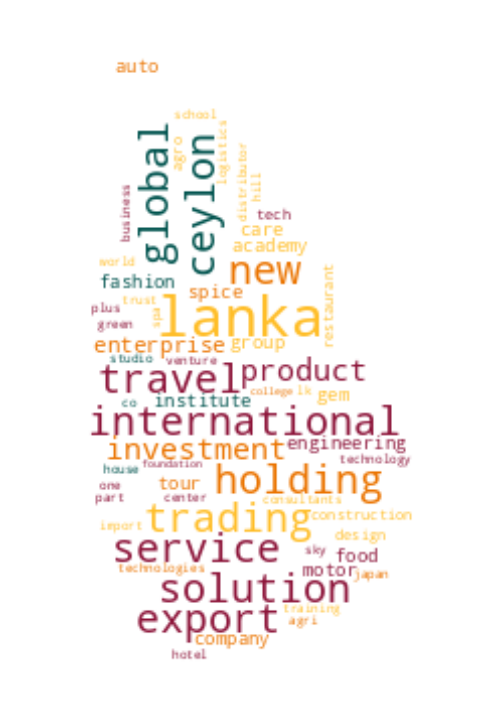 auto
school
global
ceylon
agro
logistics
distributor
hill
business
tech
care
academy
world
new
fashion
spice
restaurant
plus
trust
spa
lanka
green
enterprise
group
studio
venture
travel
product
college
lk
gem
co
institute
international
investment
engineering
house
foundation
technology
one
tour
holding
part
center
consultants
import
trading
construction
service
design
sky
food
technologies
motor
japan
solution
export
training
agri
company
hotel